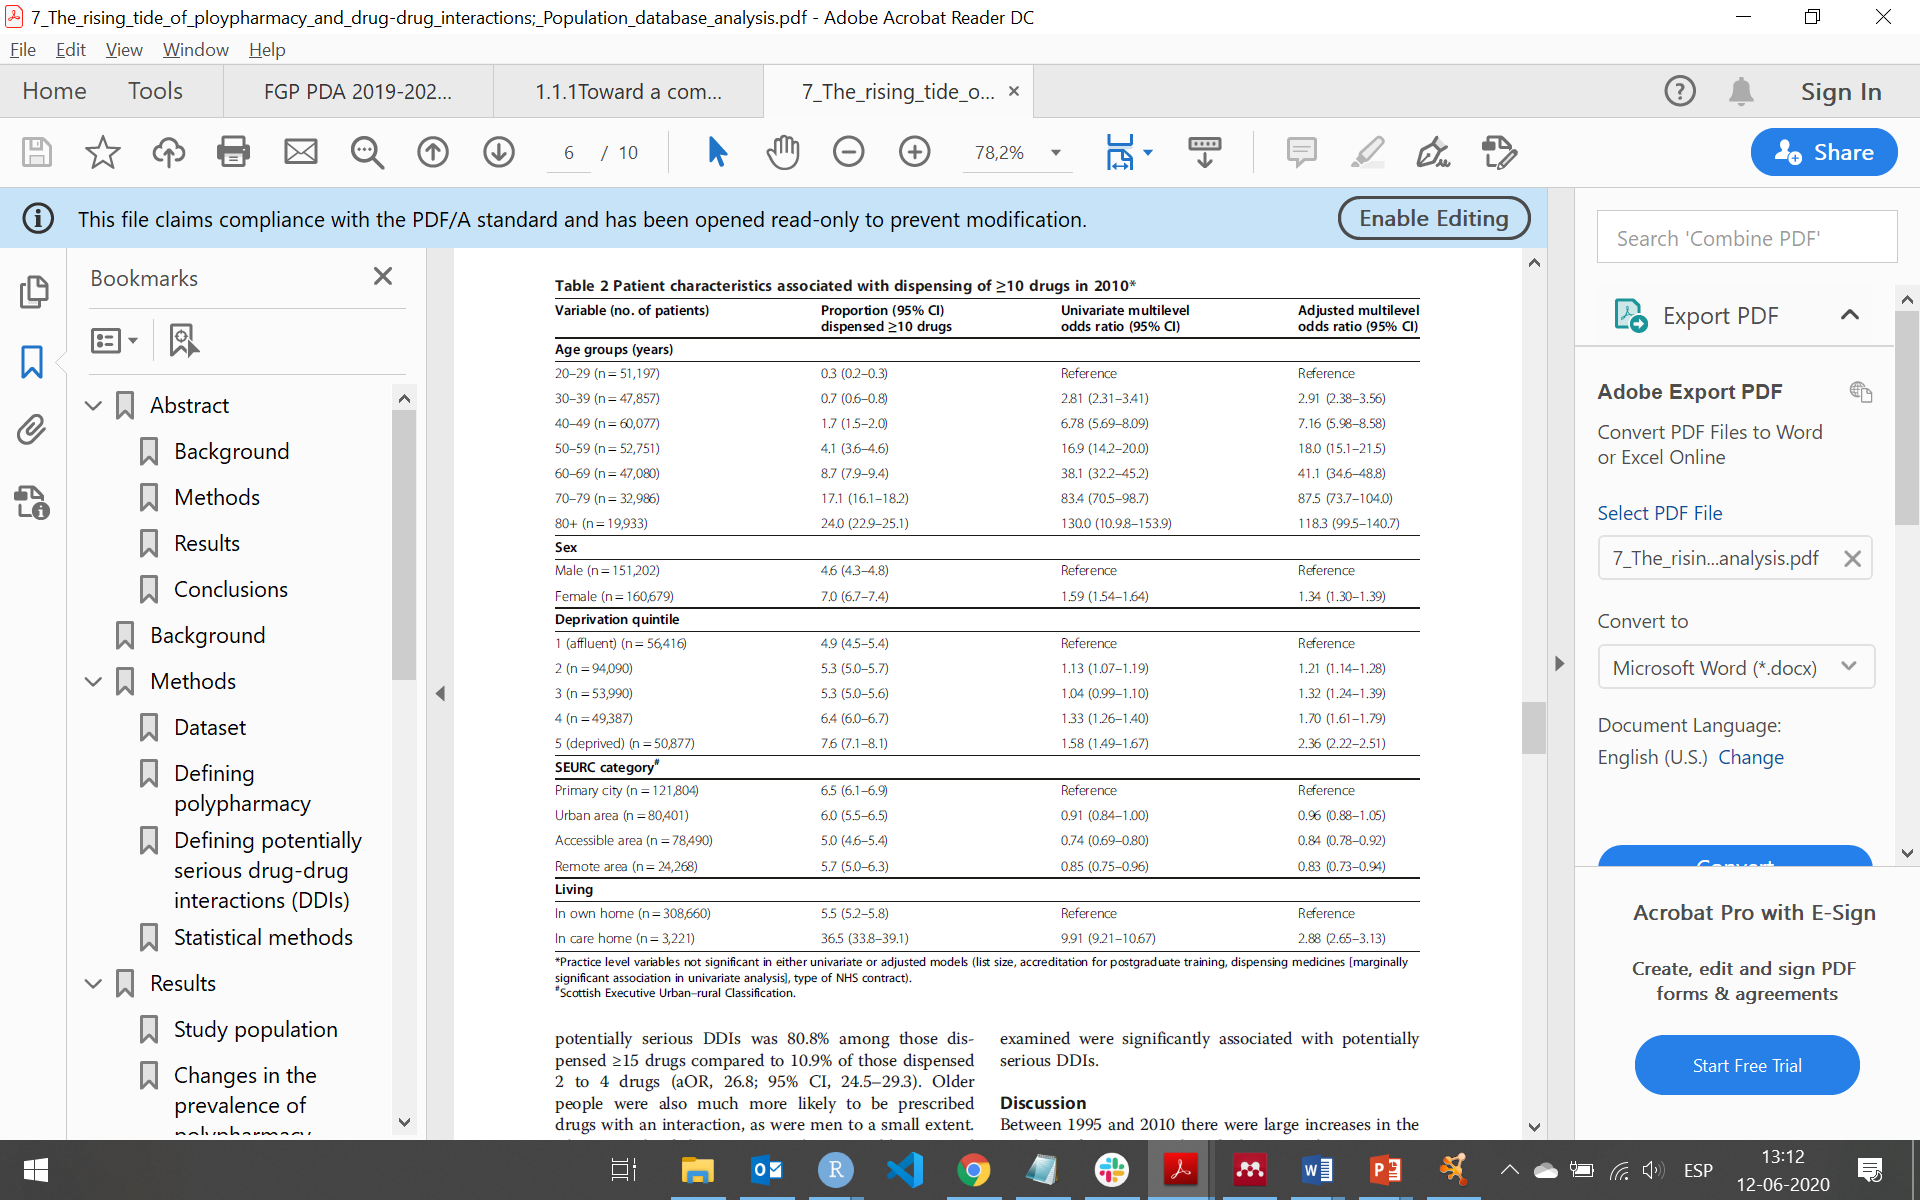 7_The_rising_tide_of_ploypharmacy_and_drug-drug_interactions;_Population_database_analysis.pdf - Adobe Acrobat Reader DC
File Edit View Window Help
Home Tools FGP PDA 2019-202... 1.1.1Toward a com... 7_The_rising_tide_o... × Sign In
6 / 10 78,2% Share
This file claims compliance with the PDF/A standard and has been opened read-only to prevent modification. Enable Editing
Bookmarks
Abstract
Background
Methods
Results
Conclusions
Background
Methods
Dataset
Defining
polypharmacy
Defining potentially
serious drug-drug
interactions (DDIs)
Statistical methods
Results
Study population
Changes in the
prevalence of
polypharmacy
Table 2 Patient characteristics associated with dispensing of ≥10 drugs in 2010*
Variable (no. of patients) Proportion (95% CI) Univariate multilevel Adjusted multilevel
dispensed ≥10 drugs odds ratio (95% CI) odds ratio (95% CI)
Age groups (years)
20–29 (n = 51,197) 0.3 (0.2–0.3) Reference Reference
30–39 (n = 47,857) 0.7 (0.6–0.8) 2.81 (2.31–3.41) 2.91 (2.38–3.56)
40–49 (n = 60,077) 1.7 (1.5–2.0) 6.78 (5.69–8.09) 7.16 (5.98–8.58)
50–59 (n = 52,751) 4.1 (3.6–4.6) 16.9 (14.2–20.0) 18.0 (15.1–21.5)
60–69 (n = 47,080) 8.7 (7.9–9.4) 38.1 (32.2–45.2) 41.1 (34.6–48.8)
70–79 (n = 32,986) 17.1 (16.1–18.2) 83.4 (70.5–98.7) 87.5 (73.7–104.0)
80+ (n = 19,933) 24.0 (22.9–25.1) 130.0 (10.9.8–153.9) 118.3 (99.5–140.7)
Sex
Male (n = 151,202) 4.6 (4.3–4.8) Reference Reference
Female (n = 160,679) 7.0 (6.7–7.4) 1.59 (1.54–1.64) 1.34 (1.30–1.39)
Deprivation quintile
1 (affluent) (n = 56,416) 4.9 (4.5–5.4) Reference Reference
2 (n = 94,090) 5.3 (5.0–5.7) 1.13 (1.07–1.19) 1.21 (1.14–1.28)
3 (n = 53,990) 5.3 (5.0–5.6) 1.04 (0.99–1.10) 1.32 (1.24–1.39)
4 (n = 49,387) 6.4 (6.0–6.7) 1.33 (1.26–1.40) 1.70 (1.61–1.79)
5 (deprived) (n = 50,877) 7.6 (7.1–8.1) 1.58 (1.49–1.67) 2.36 (2.22–2.51)
SEURC category#
Primary city (n = 121,804) 6.5 (6.1–6.9) Reference Reference
Urban area (n = 80,401) 6.0 (5.5–6.5) 0.91 (0.84–1.00) 0.96 (0.88–1.05)
Accessible area (n = 78,490) 5.0 (4.6–5.4) 0.74 (0.69–0.80) 0.84 (0.78–0.92)
Remote area (n = 24,268) 5.7 (5.0–6.3) 0.85 (0.75–0.96) 0.83 (0.73–0.94)
Living
In own home (n = 308,660) 5.5 (5.2–5.8) Reference Reference
In care home (n = 3,221) 36.5 (33.8–39.1) 9.91 (9.21–10.67) 2.88 (2.65–3.13)
*Practice level variables not significant in either univariate or adjusted models (list size, accreditation for postgraduate training, dispensing medicines [marginally
significant association in univariate analysis], type of NHS contract).
#Scottish Executive Urban–rural Classification.
potentially serious DDIs was 80.8% among those dis-
pensed ≥15 drugs compared to 10.9% of those dispensed
2 to 4 drugs (aOR, 26.8; 95% CI, 24.5–29.3). Older
people were also much more likely to be prescribed
drugs with an interaction, as were men to a small extent.
examined were significantly associated with potentially
serious DDIs.
Discussion
Between 1995 and 2010 there were large increases in the
Search 'Combine PDF'
Export PDF
Adobe Export PDF
Convert PDF Files to Word
or Excel Online
Select PDF File
7_The_risin...analysis.pdf
Convert to
Microsoft Word (*.docx)
Document Language:
English (U.S.) Change
Convert
Acrobat Pro with E-Sign
Create, edit and sign PDF
forms & agreements
Start Free Trial
ESP
13:12
12-06-2020